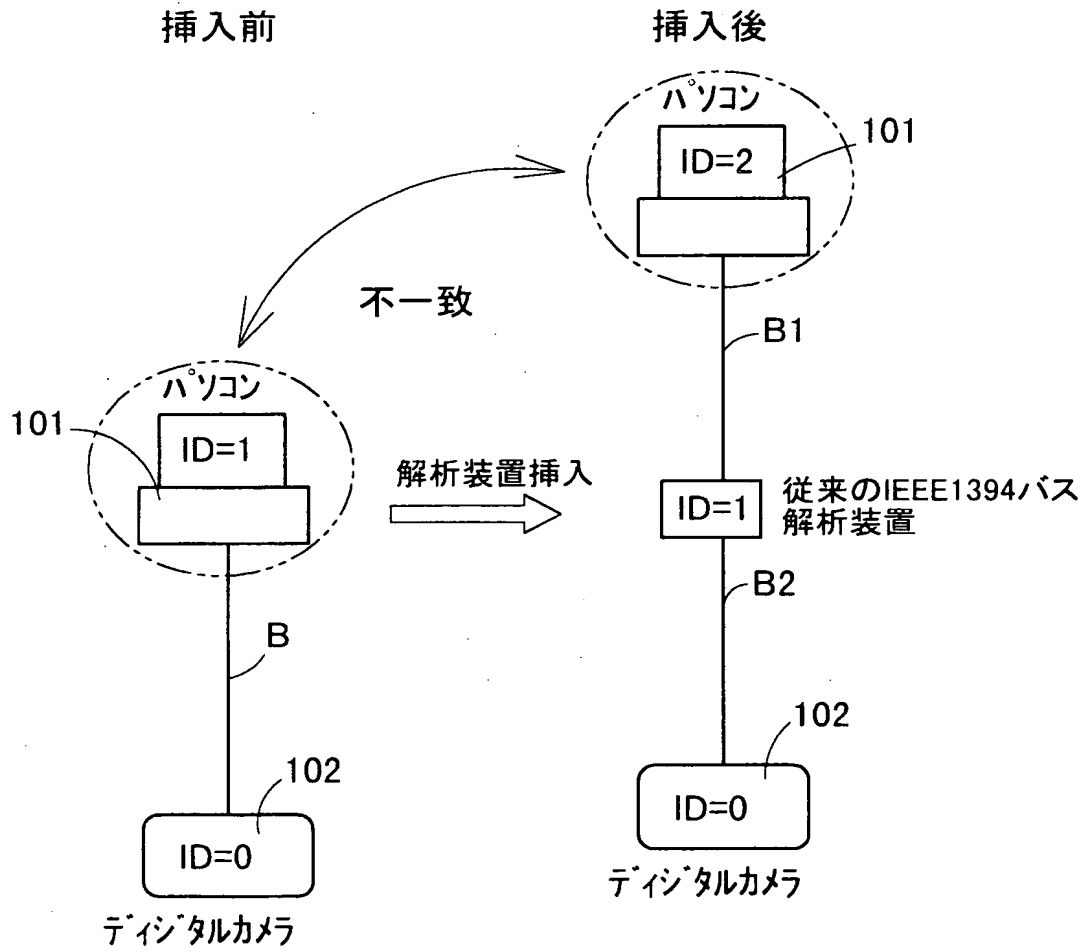 挿入前
挿入後
パソコン
ID=2
101
不一致
B1
パソコン
101
ID=1
解析装置挿入
ID=1
従来のIEEE1394バス
解析装置
B2
B
102
ID=0
ディジタルカメラ
102
ID=0
ディジタルカメラ